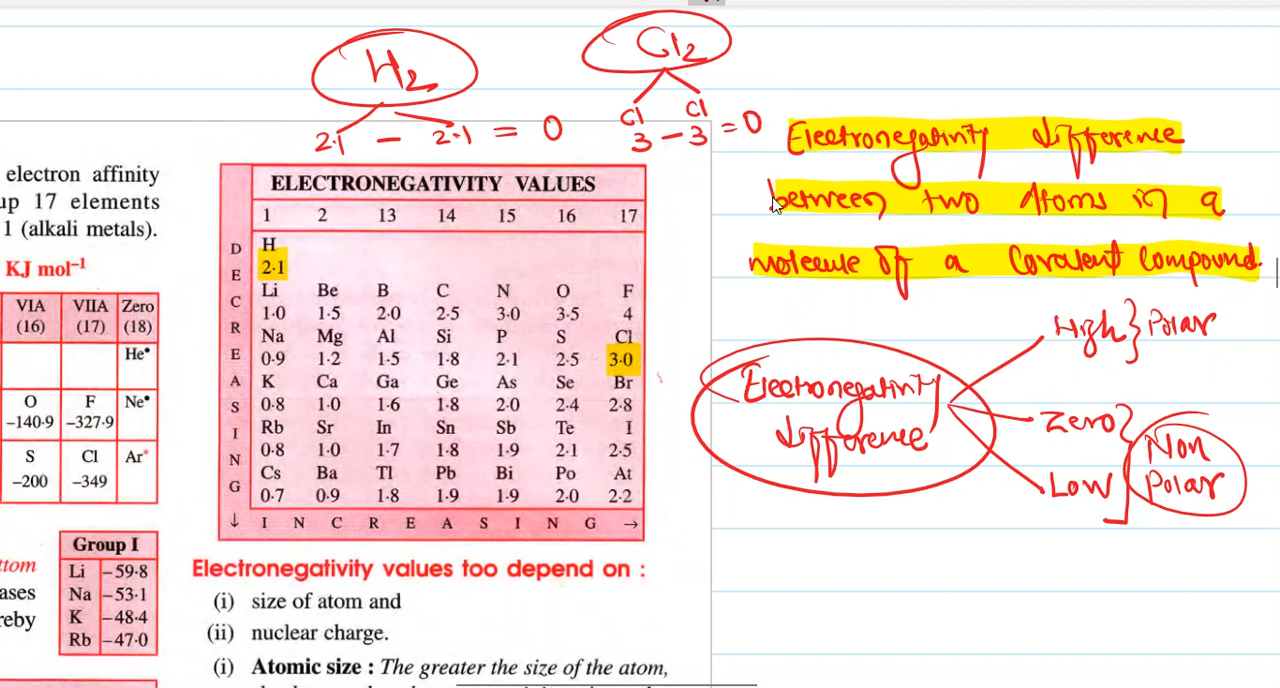 H2
Cl2
2.1 - 2.1 = 0
Cl Cl
3 - 3 = 0
Electronegativity difference
between two Atoms in a
molecule of a Covalent Compound.
electron affinity
up 17 elements
1 (alkali metals).
KJ mol–1
VIA VIIA Zero
(16) (17) (18)
He•
O F Ne•
–140·9 –327·9
S Cl Ar*
–200 –349
Group I
Li –59·8
Na –53·1
K –48·4
Rb –47·0
ttom
ases
reby
ELECTRONEGATIVITY VALUES
1 2 13 14 15 16 17
H
2·1
Li Be B C N O F
1·0 1·5 2·0 2·5 3·0 3·5 4
Na Mg Al Si P S Cl
0·9 1·2 1·5 1·8 2·1 2·5 3·0
K Ca Ga Ge As Se Br
0·8 1·0 1·6 1·8 2·0 2·4 2·8
Rb Sr In Sn Sb Te I
0·8 1·0 1·7 1·8 1·9 2·1 2·5
Cs Ba Tl Pb Bi Po At
0·7 0·9 1·8 1·9 1·9 2·0 2·2
DECREASING ↓
INCREASING →
Electronegativity values too depend on :
(i) size of atom and
(ii) nuclear charge.
(i) Atomic size : The greater the size of the atom,
Electronegativity
difference
High } Polar
Zero
Low
Non
Polar